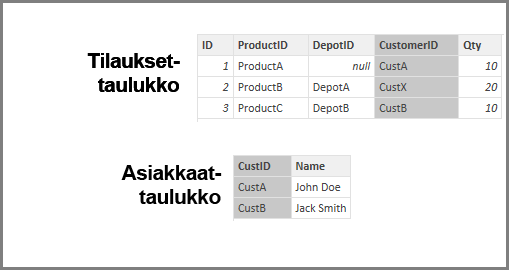 Tilaukset-
taulukko
ID ProductID DepotID CustomerID Qty
1 ProductA null CustA 10
2 ProductB DepotA CustX 20
3 ProductC DepotB CustB 10
Asiakkaat-
taulukko
CustID Name
CustA John Doe
CustB Jack Smith